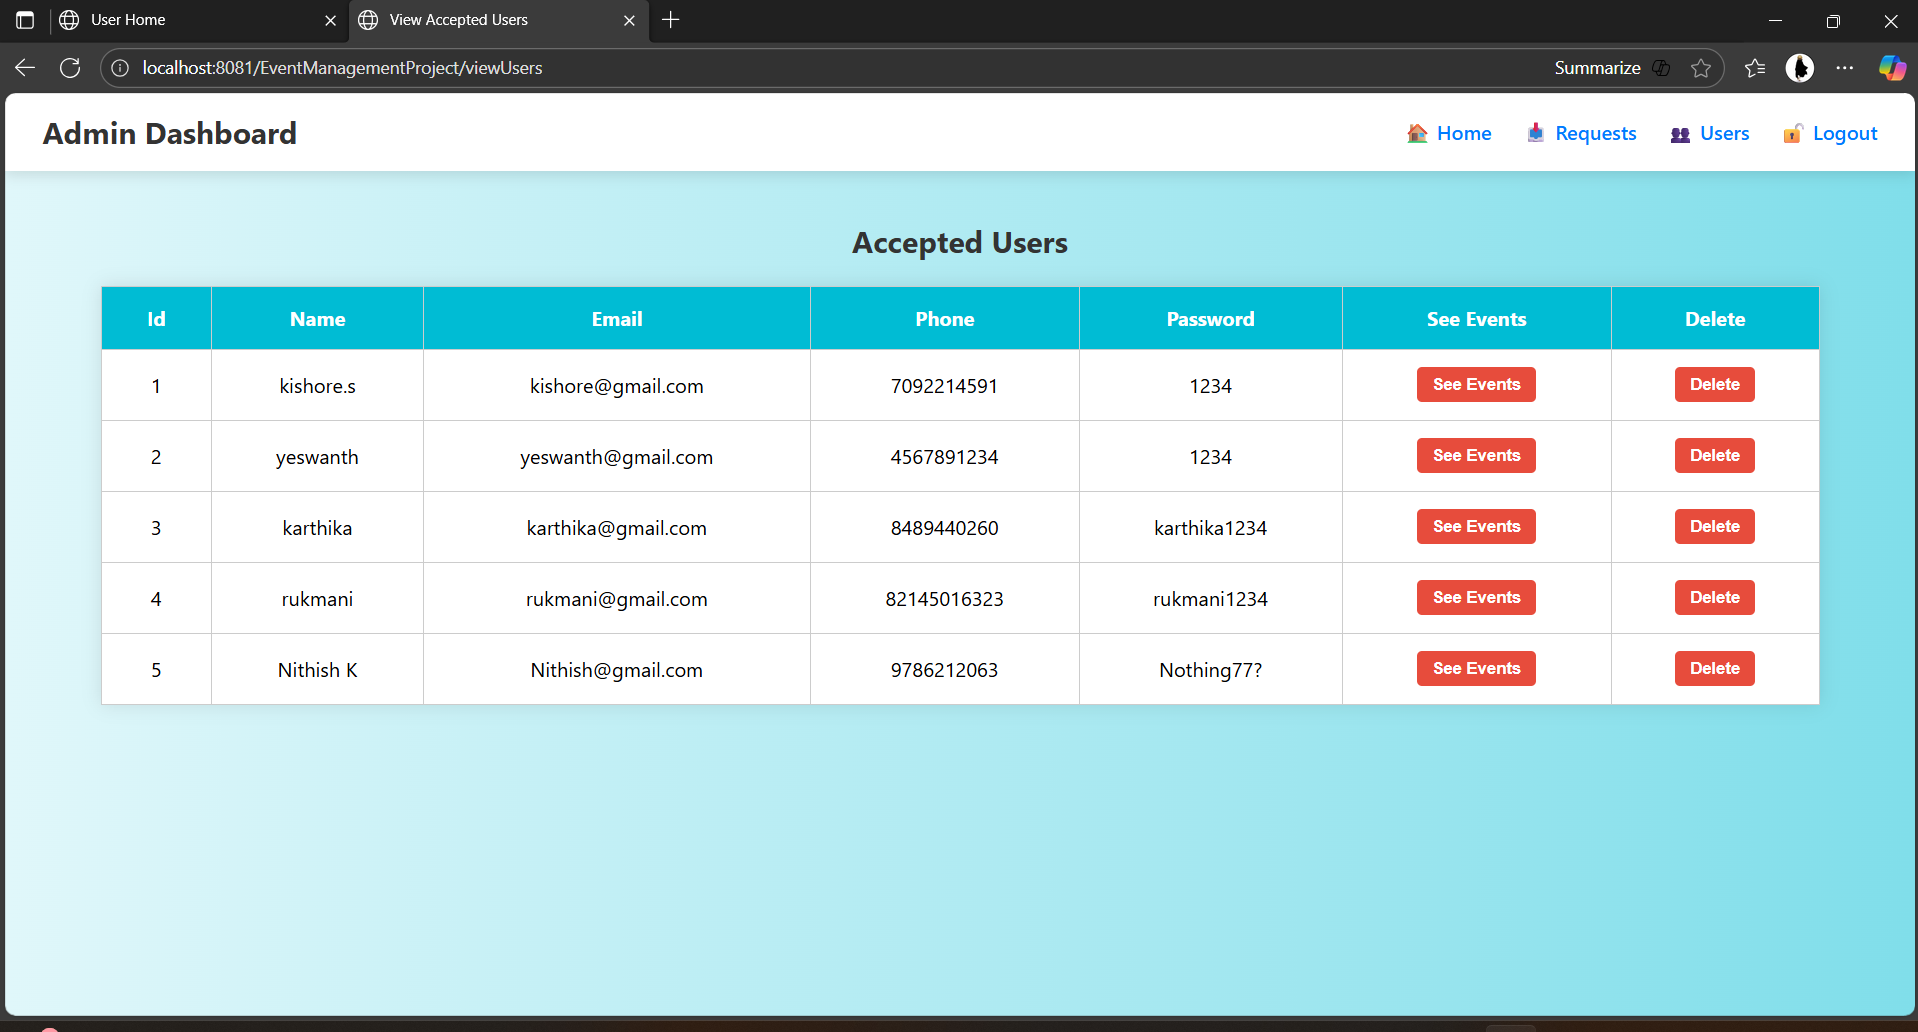 User Home
View Accepted Users
localhost:8081/EventManagementProject/viewUsers
Summarize
Admin Dashboard
Home
Requests
Users
Logout
Accepted Users
Id Name Email Phone Password See Events Delete
1 kishore.s kishore@gmail.com 7092214591 1234 See Events Delete
2 yeswanth yeswanth@gmail.com 4567891234 1234 See Events Delete
3 karthika karthika@gmail.com 8489440260 karthika1234 See Events Delete
4 rukmani rukmani@gmail.com 82145016323 rukmani1234 See Events Delete
5 Nithish K Nithish@gmail.com 9786212063 Nothing77? See Events Delete